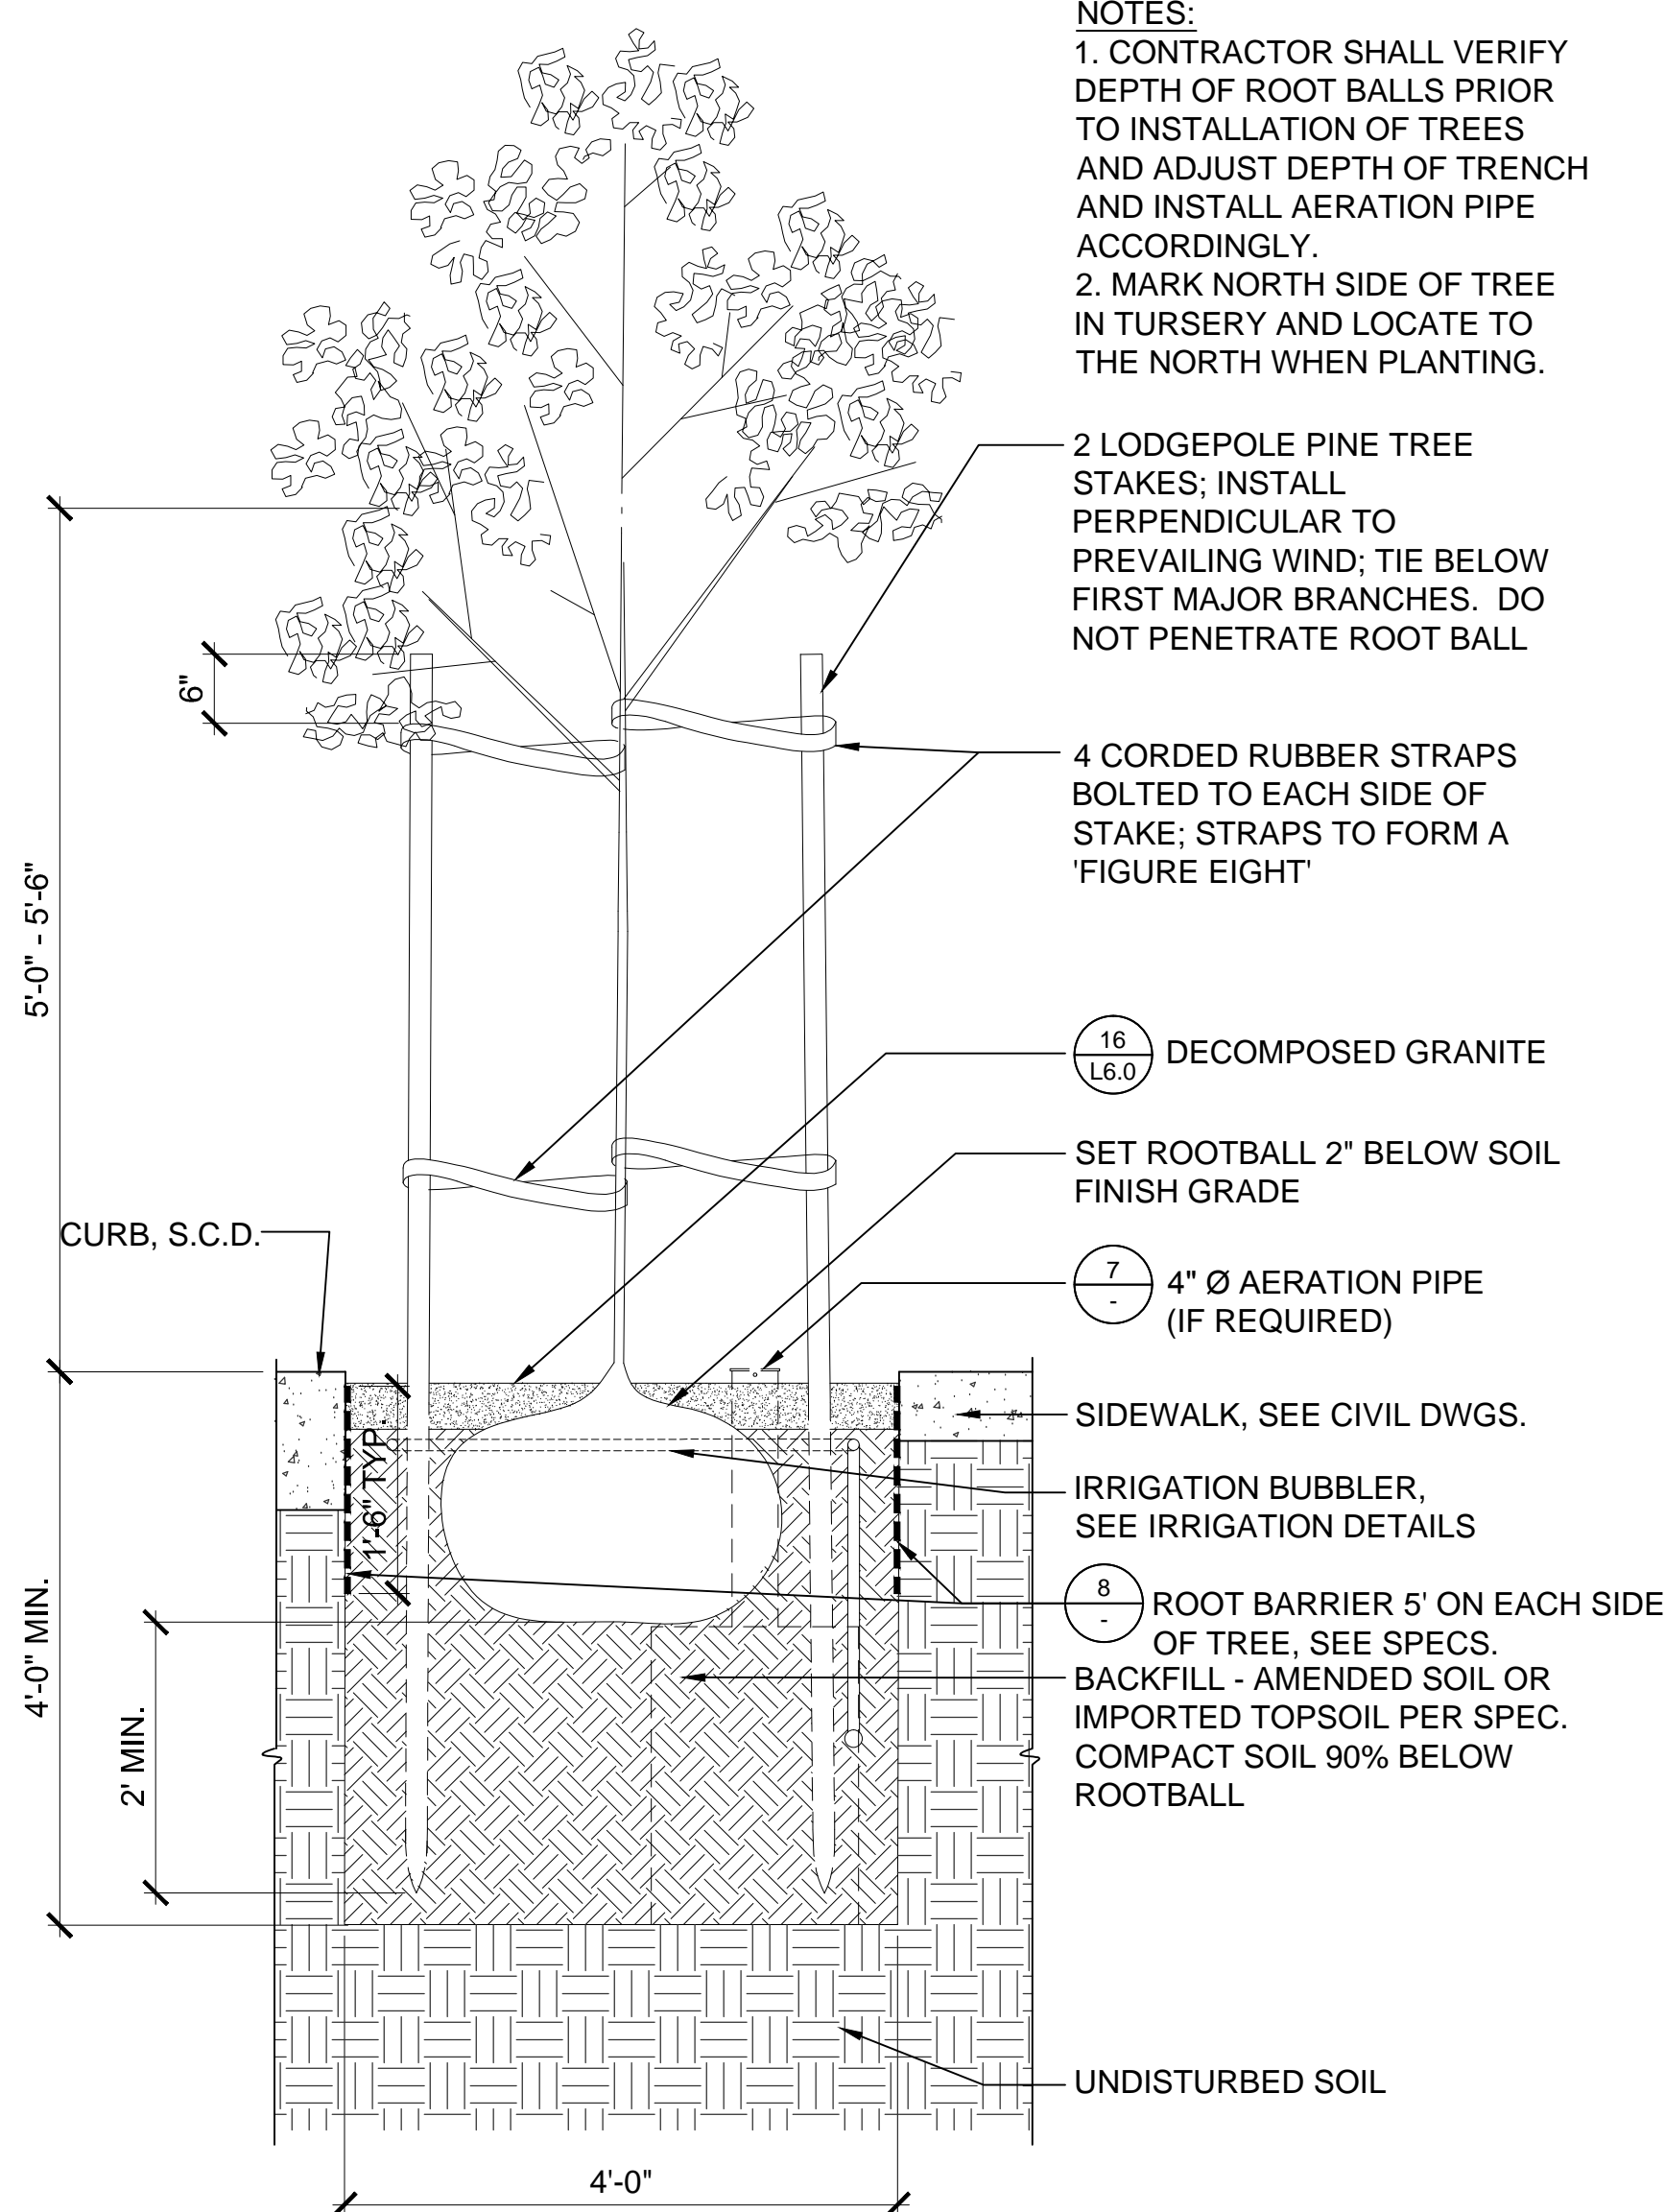 NOTES:
1. CONTRACTOR SHALL VERIFY
DEPTH OF ROOT BALLS PRIOR
TO INSTALLATION OF TREES
AND ADJUST DEPTH OF TRENCH
AND INSTALL AERATION PIPE
ACCORDINGLY.
2. MARK NORTH SIDE OF TREE
IN TURSERY AND LOCATE TO
THE NORTH WHEN PLANTING.
2 LODGEPOLE PINE TREE
STAKES; INSTALL
PERPENDICULAR TO
PREVAILING WIND; TIE BELOW
FIRST MAJOR BRANCHES. DO
NOT PENETRATE ROOT BALL
6"
4 CORDED RUBBER STRAPS
BOLTED TO EACH SIDE OF
STAKE; STRAPS TO FORM A
'FIGURE EIGHT'
5'-0" - 5'-6"
16
L6.0
DECOMPOSED GRANITE
SET ROOTBALL 2" BELOW SOIL
FINISH GRADE
CURB, S.C.D.
7
-
4" Ø AERATION PIPE
(IF REQUIRED)
SIDEWALK, SEE CIVIL DWGS.
1'-6" TYP.
IRRIGATION BUBBLER,
SEE IRRIGATION DETAILS
8
-
ROOT BARRIER 5' ON EACH SIDE
OF TREE, SEE SPECS.
4'-0" MIN.
2' MIN.
BACKFILL - AMENDED SOIL OR
IMPORTED TOPSOIL PER SPEC.
COMPACT SOIL 90% BELOW
ROOTBALL
UNDISTURBED SOIL
4'-0"